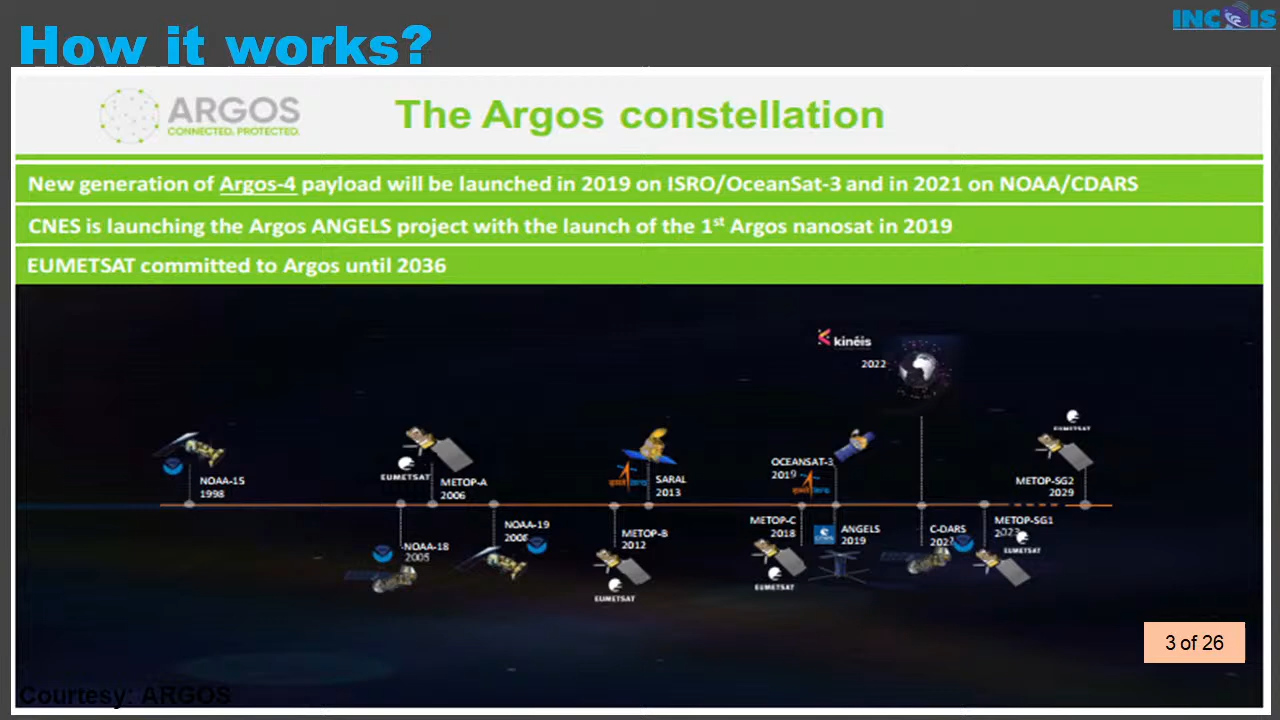 How it works?
INCOIS
ARGOS
CONNECTED. PROTECTED.
The Argos constellation
New generation of Argos-4 payload will be launched in 2019 on ISRO/OceanSat-3 and in 2021 on NOAA/CDARS
CNES is launching the Argos ANGELS project with the launch of the 1st Argos nanosat in 2019
EUMETSAT committed to Argos until 2036
kinéis
2022
EUMETSAT
NOAA-15
1998
EUMETSAT
METOP-A
2006
SARAL
2013
OCEANSAT-3
2019
METOP-SG2
2029
NOAA-18
2005
NOAA-19
METOP-B
2012
EUMETSAT
METOP-C
2018
EUMETSAT
ANGELS
2019
C-DARS
METOP-SG1
EUMETSAT
3 of 26
Courtesy: ARGOS